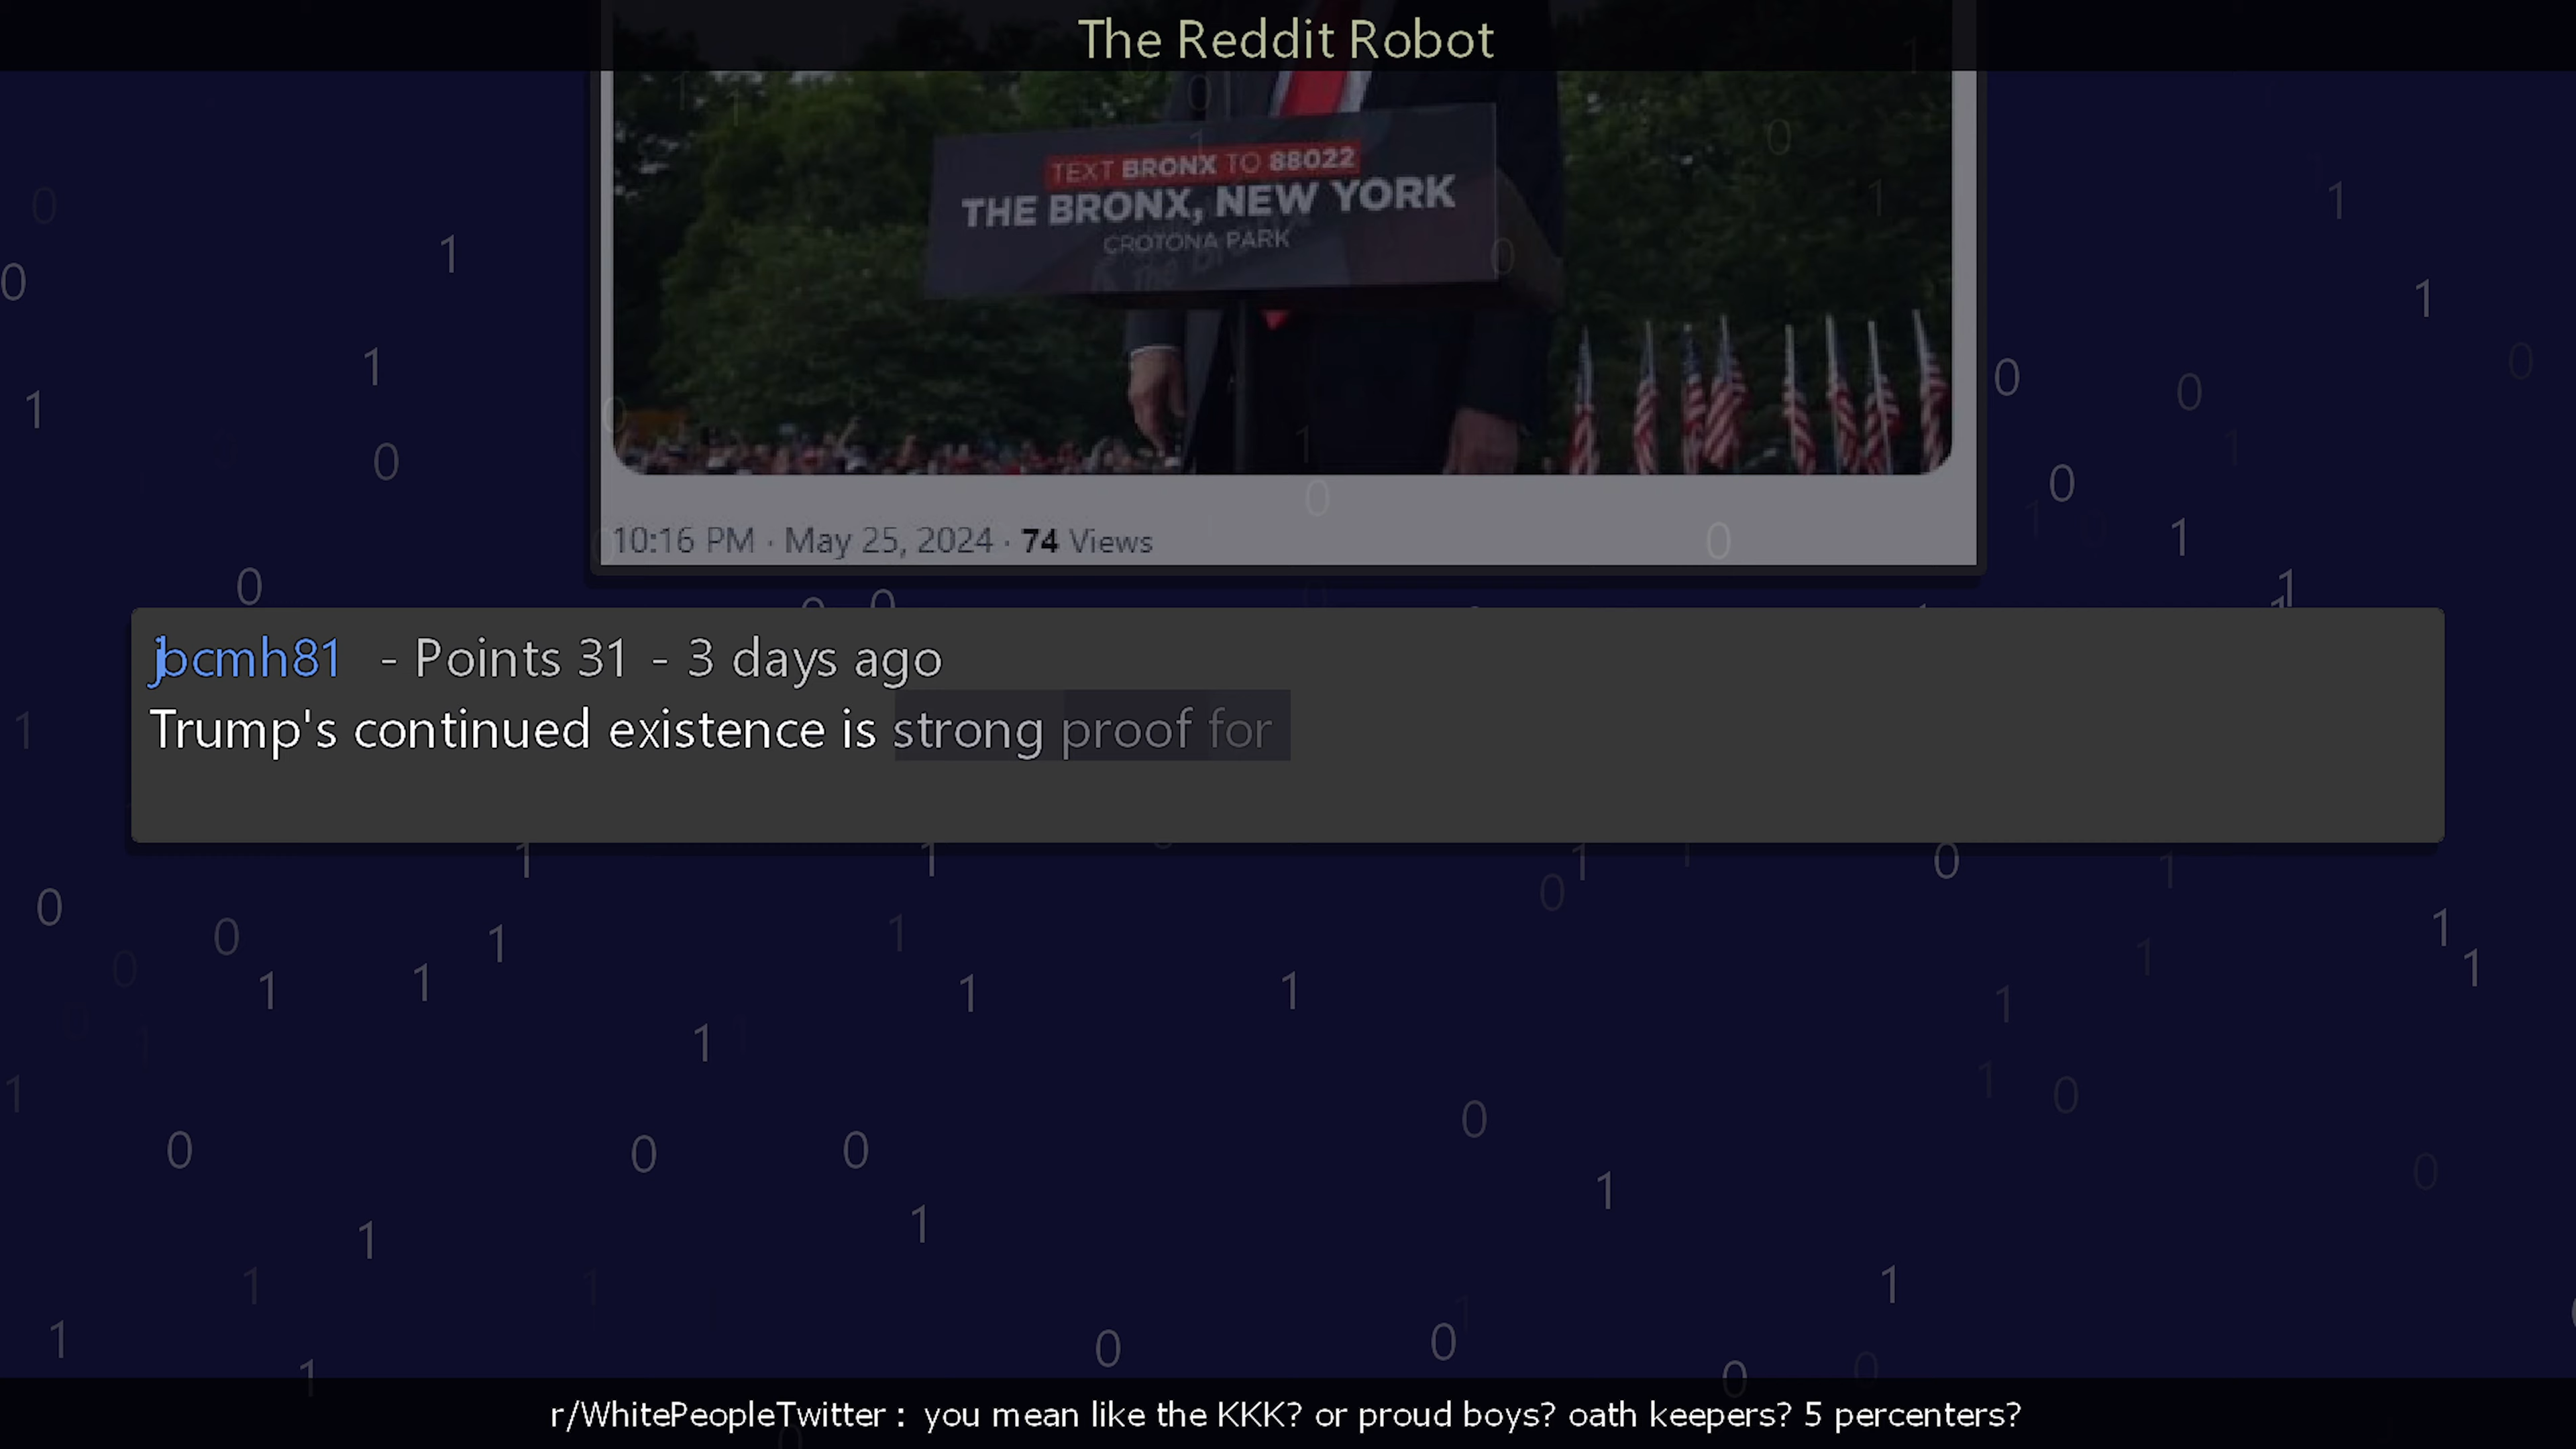 The Reddit Robot
TEXT BRONX TO 88022
THE BRONX, NEW YORK
CROTONA PARK
10:16 PM · May 25, 2024 · 74 Views
jbcmh81 - Points 31 - 3 days ago
Trump's continued existence is strong proof for
r/WhitePeopleTwitter : you mean like the KKK? or proud boys? oath keepers? 5 percenters?